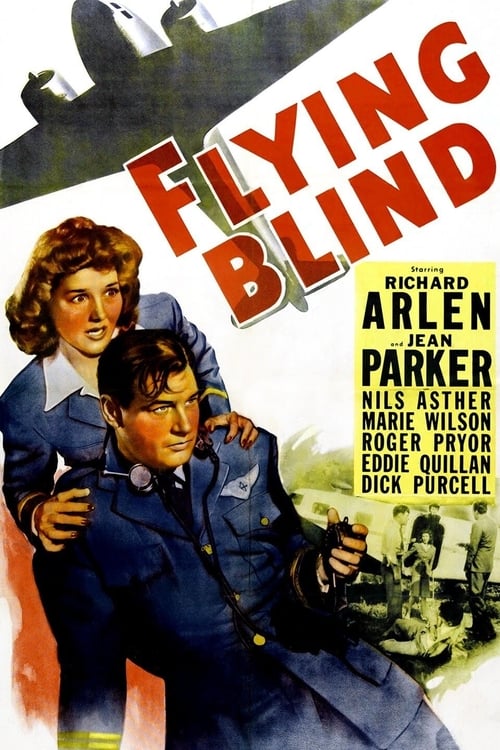 FLYING
BLIND
Starring
RICHARD
ARLEN
and JEAN
PARKER
NILS ASTHER
MARIE WILSON
ROGER PRYOR
EDDIE QUILLAN
DICK PURCELL